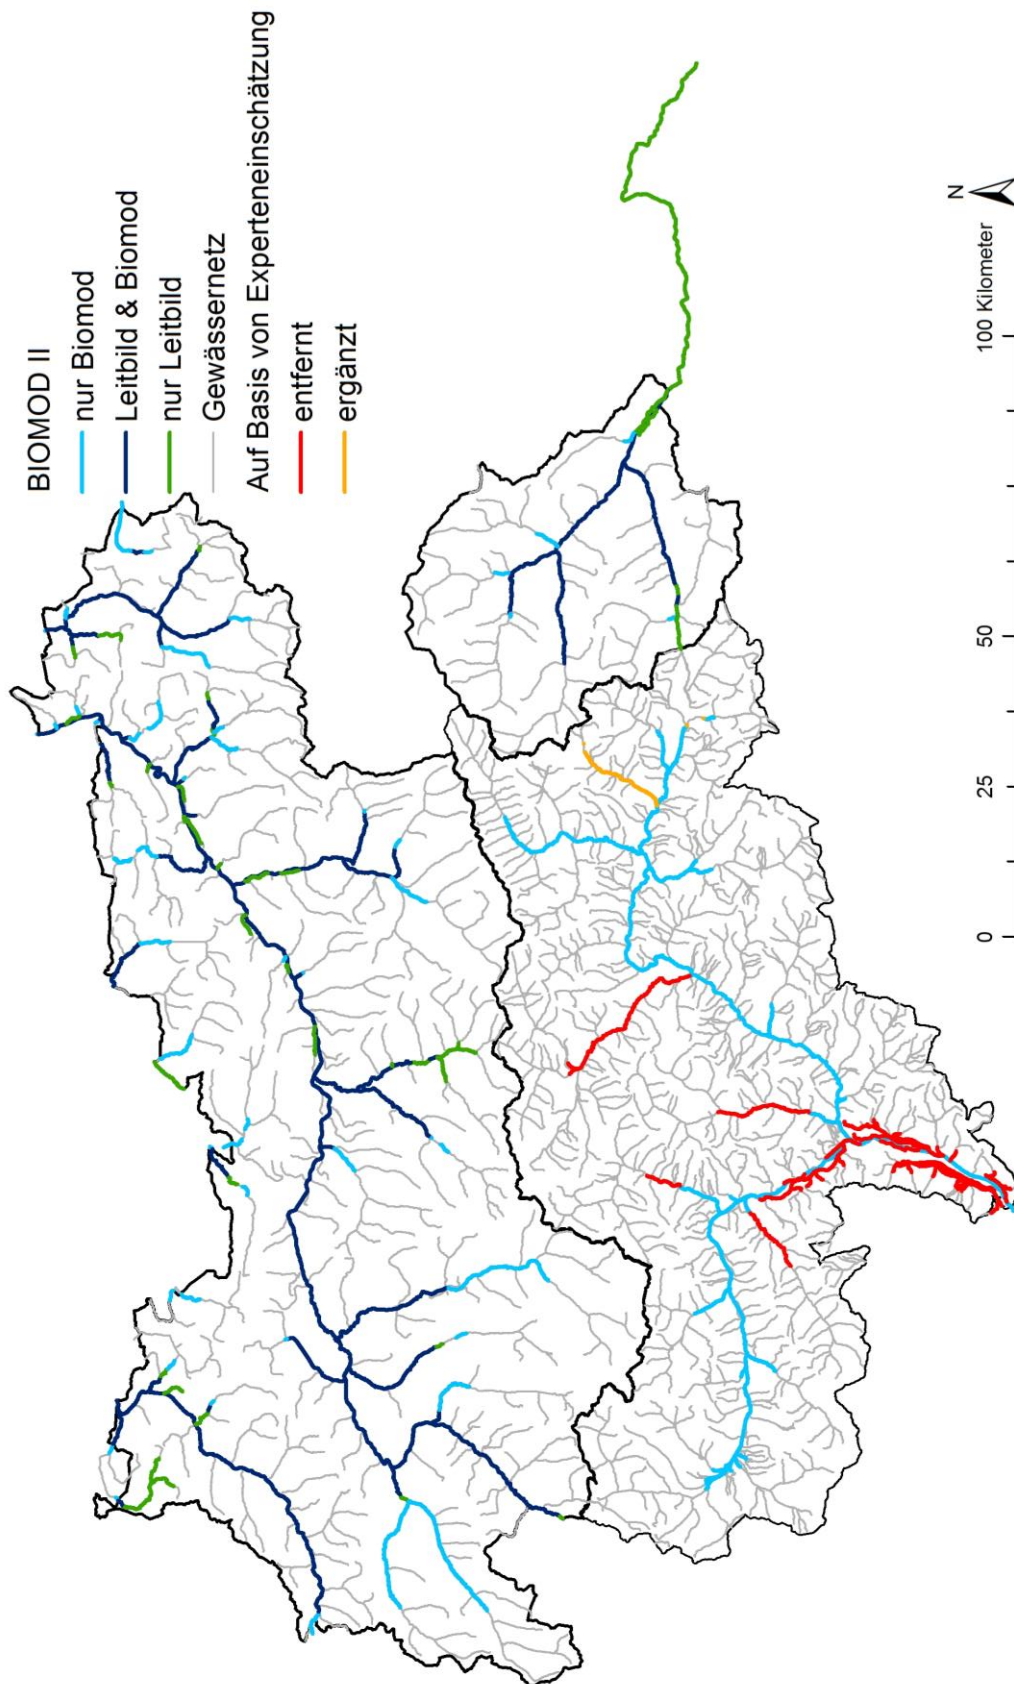 BIOMOD II
nur Biomod
Leitbild & Biomod
nur Leitbild
Gewässernetz
Auf Basis von Experteneinschätzung
entfernt
ergänzt
N
0
25
50
100 Kilometer